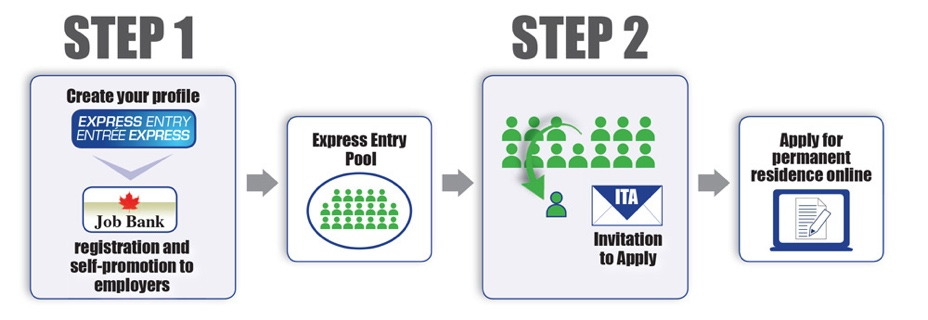 STEP 1
Create your profile
EXPRESS ENTRY
ENTRÉE EXPRESS
Job Bank
registration and
self-promotion to
employers
Express Entry
Pool
STEP 2
ITA
Invitation
to Apply
Apply for
permanent
residence online